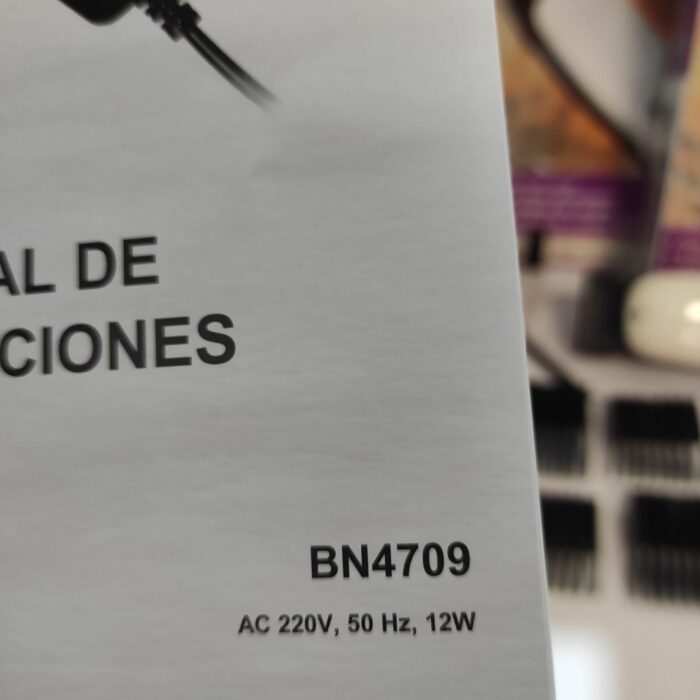 AL DE
CIONES
BN4709
AC 220V, 50 Hz, 12W